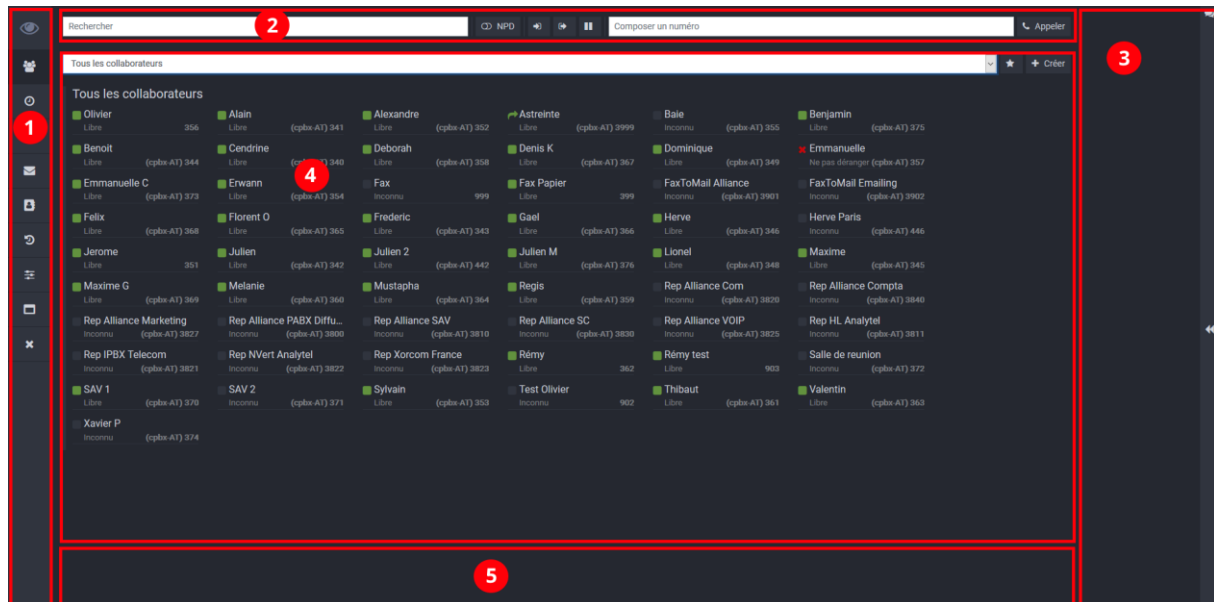 Rechercher
2
NPD
Composer un numéro
Appeler
3
1
Tous les collaborateurs
Créer
Tous les collaborateurs
Olivier
Libre 356
Alain
Libre (cpbx-AT) 341
Alexandre
Libre (cpbx-AT) 352
Astreinte
Libre (cpbx-AT) 3999
Baie
Inconnu (cpbx-AT) 355
Benjamin
Libre (cpbx-AT) 375
Benoit
Libre (cpbx-AT) 344
Cendrine
Libre (cpbx-AT) 340
4
Deborah
Libre (cpbx-AT) 358
Denis K
Libre (cpbx-AT) 367
Dominique
Libre (cpbx-AT) 349
Emmanuelle
Ne pas déranger (cpbx-AT) 357
Emmanuelle C
Libre (cpbx-AT) 373
Erwann
Libre (cpbx-AT) 354
Fax
Inconnu 999
Fax Papier
Libre 399
FaxToMail Alliance
Inconnu (cpbx-AT) 3901
FaxToMail Emailing
Inconnu (cpbx-AT) 3902
Felix
Libre (cpbx-AT) 368
Florent O
Libre (cpbx-AT) 365
Frederic
Libre (cpbx-AT) 343
Gael
Libre (cpbx-AT) 366
Herve
Libre (cpbx-AT) 346
Herve Paris
Inconnu (cpbx-AT) 446
Jerome
Libre 351
Julien
Libre (cpbx-AT) 342
Julien 2
Libre (cpbx-AT) 442
Julien M
Libre (cpbx-AT) 376
Lionel
Libre (cpbx-AT) 348
Maxime
Libre (cpbx-AT) 345
Maxime G
Libre (cpbx-AT) 369
Melanie
Libre (cpbx-AT) 360
Mustapha
Libre (cpbx-AT) 364
Regis
Libre (cpbx-AT) 359
Rep Alliance Com
Inconnu (cpbx-AT) 3820
Rep Alliance Compta
Inconnu (cpbx-AT) 3840
Rep Alliance Marketing
Inconnu (cpbx-AT) 3827
Rep Alliance PABX Diffu...
Inconnu (cpbx-AT) 3800
Rep Alliance SAV
Inconnu (cpbx-AT) 3810
Rep Alliance SC
Inconnu (cpbx-AT) 3830
Rep Alliance VOIP
Inconnu (cpbx-AT) 3825
Rep HL Analytel
Inconnu (cpbx-AT) 3811
Rep IPBX Telecom
Inconnu (cpbx-AT) 3821
Rep NVert Analytel
Inconnu (cpbx-AT) 3822
Rep Xorcom France
Inconnu (cpbx-AT) 3823
Rémy
Libre 362
Rémy test
Libre 903
Salle de reunion
Inconnu (cpbx-AT) 372
SAV 1
Libre (cpbx-AT) 370
SAV 2
Inconnu (cpbx-AT) 371
Sylvain
Libre (cpbx-AT) 353
Test Olivier
Inconnu 902
Thibaut
Libre (cpbx-AT) 361
Valentin
Libre (cpbx-AT) 363
Xavier P
Inconnu (cpbx-AT) 374
5